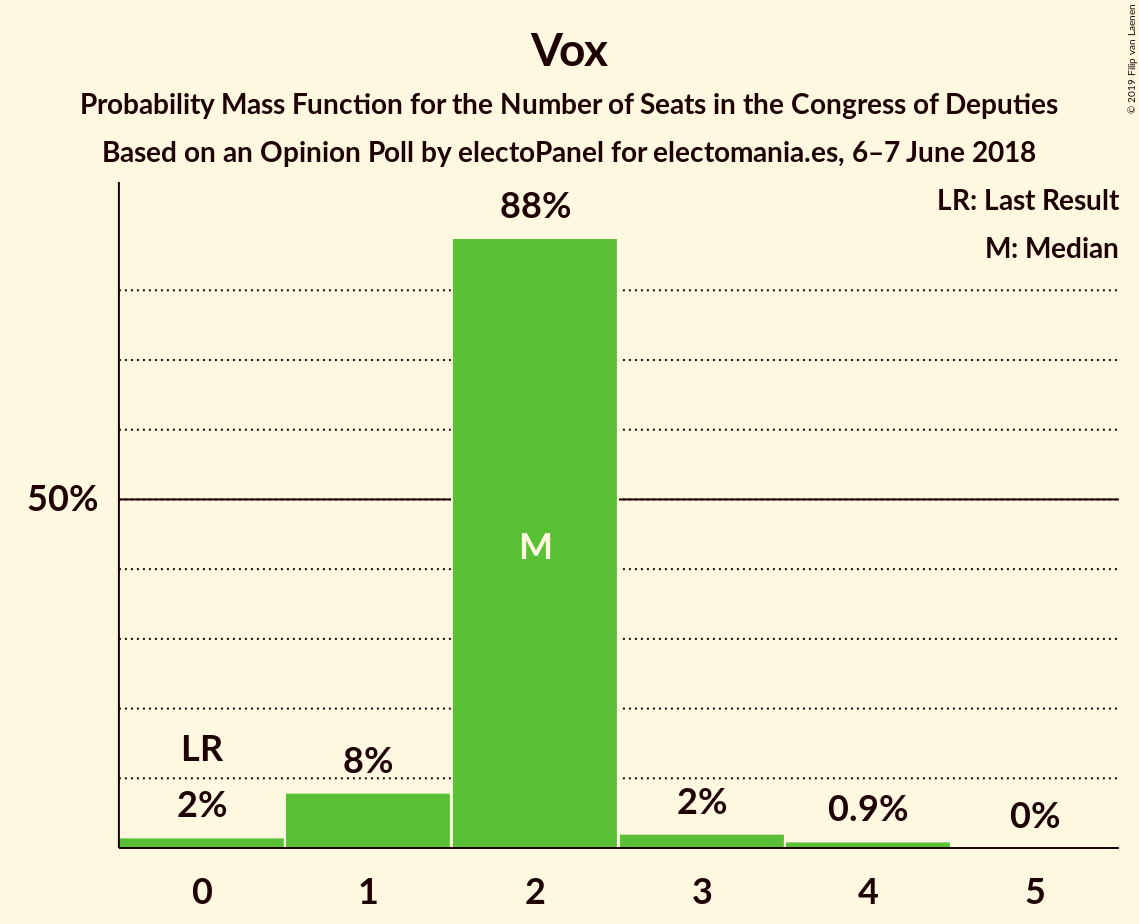 Vox
Probability Mass Function for the Number of Seats in the Congress of Deputies
Based on an Opinion Poll by electoPanel for electomania.es, 6–7 June 2018
© 2019 Filip van Laenen
LR: Last Result
M: Median
88%
50%
M
LR
2%
8%
2%
0.9%
0%
0 1 2 3 4 5